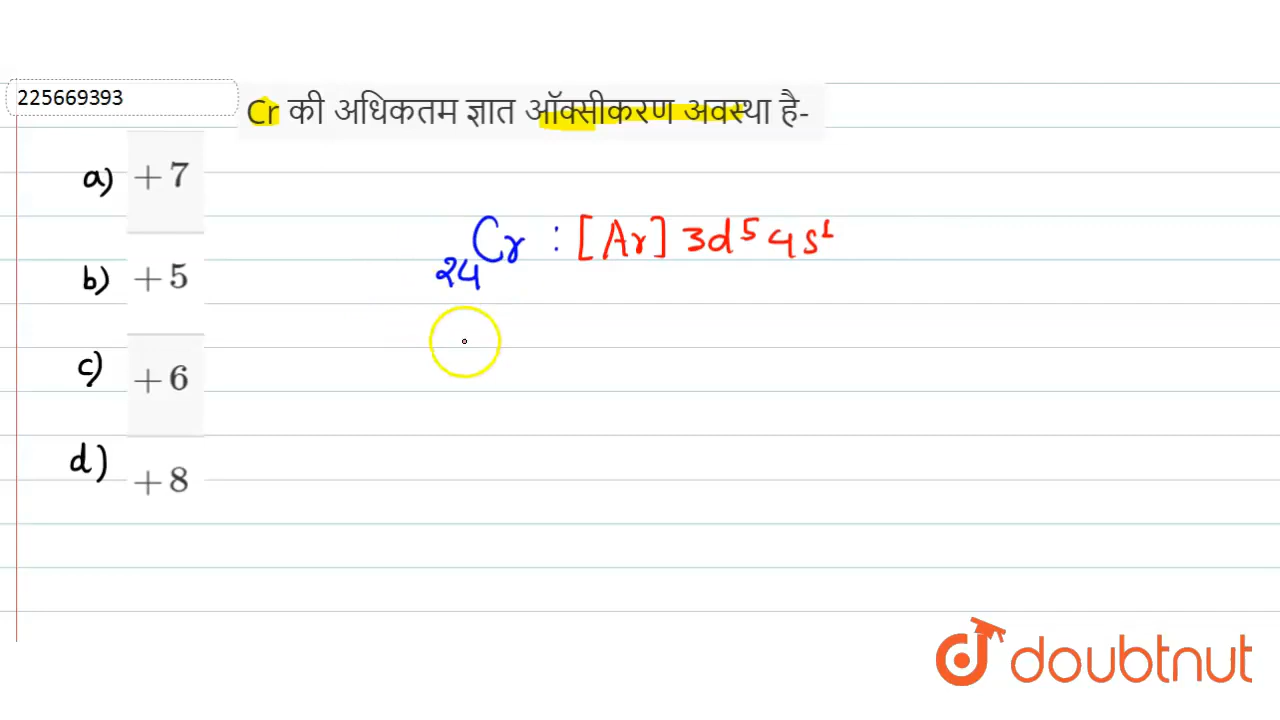 225669393
Cr की अधिकतम ज्ञात ऑक्सीकरण अवस्था है-
a) +7
₂₄Cr : [Ar] 3d⁵ 4s¹
b) +5
c) +6
d) +8
doubtnut